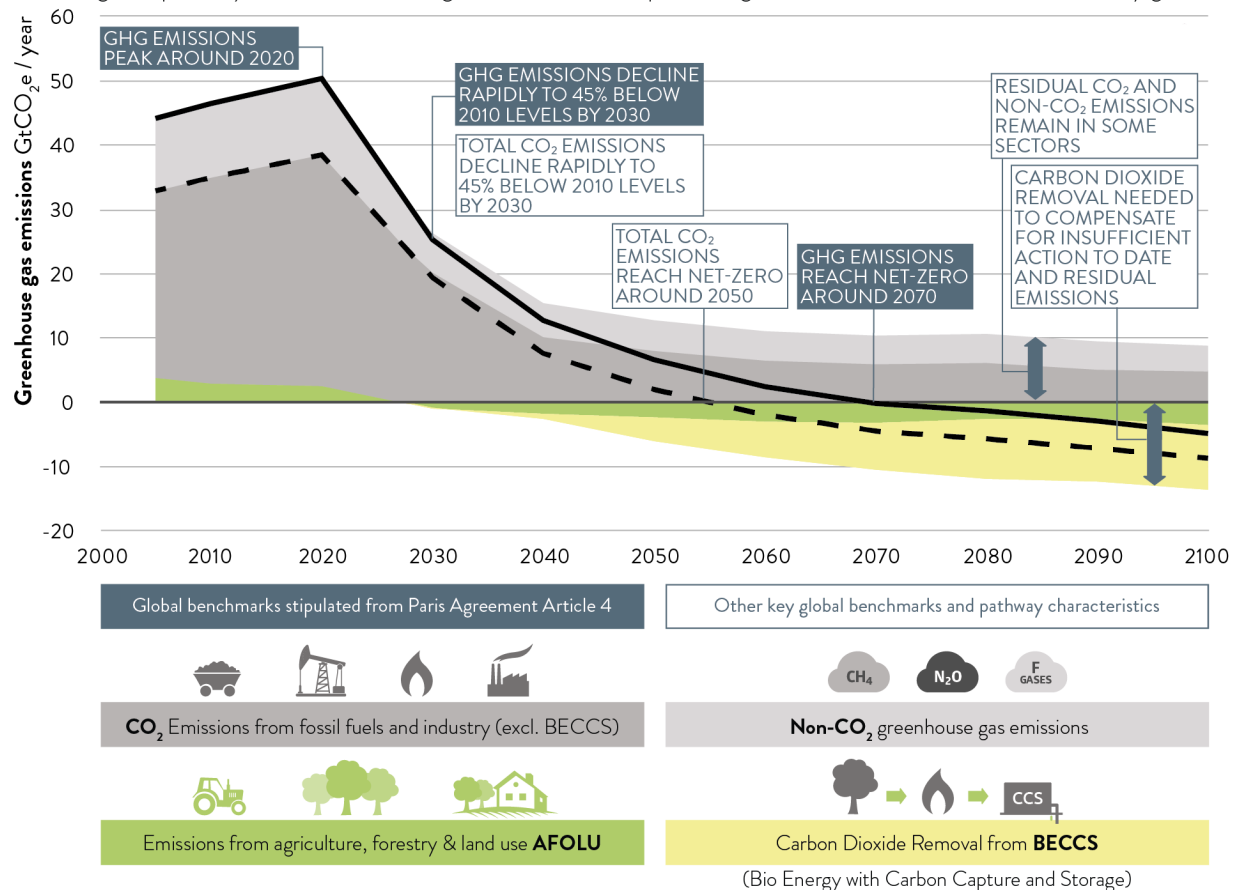 60
50
40
30
20
10
0
-10
-20
Greenhouse gas emissions GtCO₂e / year
GHG EMISSIONS
PEAK AROUND 2020
GHG EMISSIONS DECLINE
RAPIDLY TO 45% BELOW
2010 LEVELS BY 2030
TOTAL CO₂ EMISSIONS
DECLINE RAPIDLY TO
45% BELOW 2010 LEVELS
BY 2030
TOTAL CO₂
EMISSIONS
REACH NET-ZERO
AROUND 2050
GHG EMISSIONS
REACH NET-ZERO
AROUND 2070
RESIDUAL CO₂ AND
NON-CO₂ EMISSIONS
REMAIN IN SOME
SECTORS
CARBON DIOXIDE
REMOVAL NEEDED
TO COMPENSATE
FOR INSUFFICIENT
ACTION TO DATE
AND RESIDUAL
EMISSIONS
2000 2010 2020 2030 2040 2050 2060 2070 2080 2090 2100
Global benchmarks stipulated from Paris Agreement Article 4
Other key global benchmarks and pathway characteristics
CH₄ N₂O F GASES
CO₂ Emissions from fossil fuels and industry (excl. BECCS)
Non-CO₂ greenhouse gas emissions
CCS
Emissions from agriculture, forestry & land use AFOLU
Carbon Dioxide Removal from BECCS
(Bio Energy with Carbon Capture and Storage)